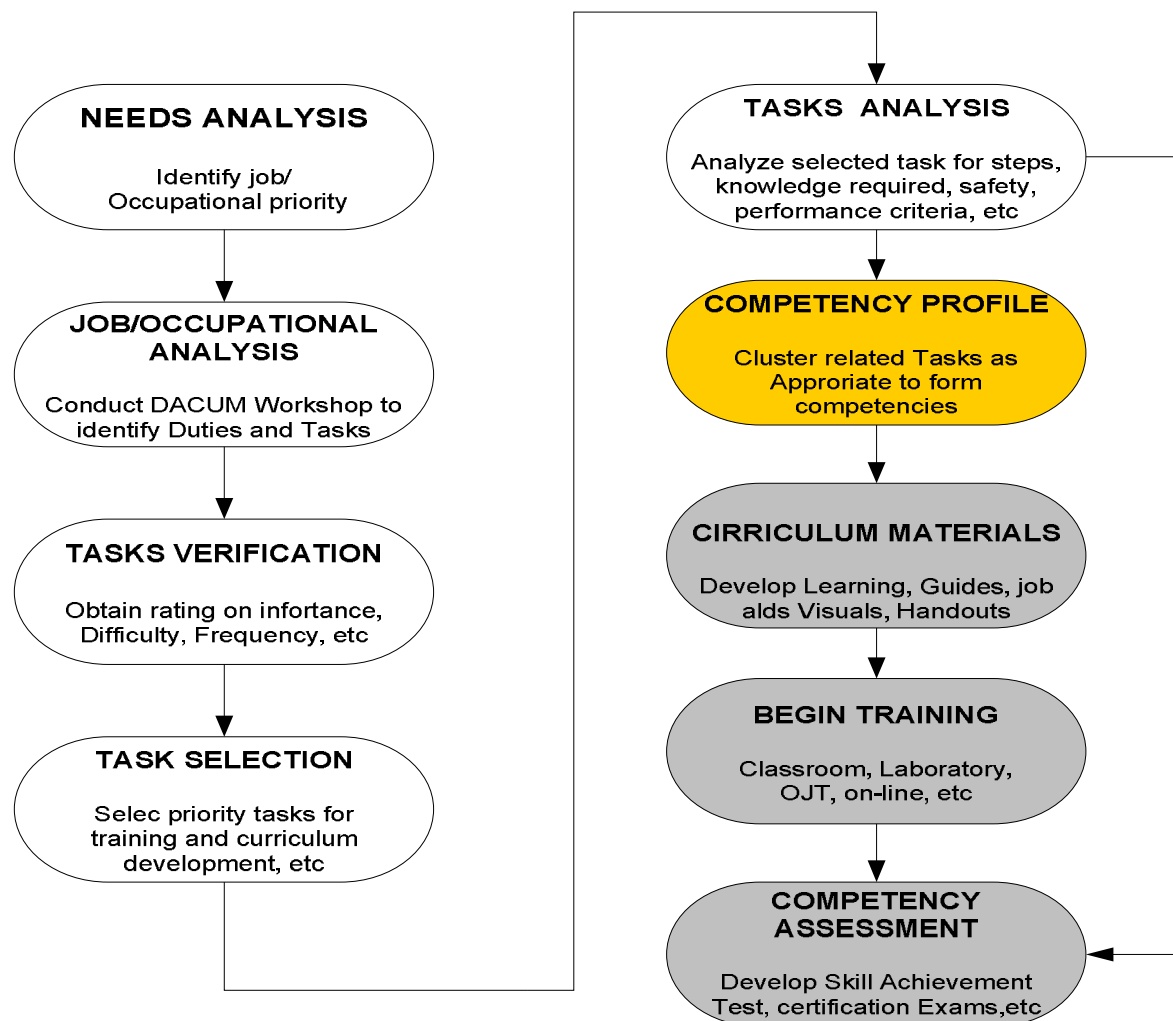 NEEDS ANALYSIS
Identify job/
Occupational priority
JOB/OCCUPATIONAL
ANALYSIS
Conduct DACUM Workshop to
identify Duties and Tasks
TASKS VERIFICATION
Obtain rating on infortance,
Difficulty, Frequency, etc
TASK SELECTION
Selec priority tasks for
training and curriculum
development, etc
TASKS ANALYSIS
Analyze selected task for steps,
knowledge required, safety,
performance criteria, etc
COMPETENCY PROFILE
Cluster related Tasks as
Approriate to form
competencies
CIRRICULUM MATERIALS
Develop Learning, Guides, job
alds Visuals, Handouts
BEGIN TRAINING
Classroom, Laboratory,
OJT, on-line, etc
COMPETENCY
ASSESSMENT
Develop Skill Achievement
Test, certification Exams,etc